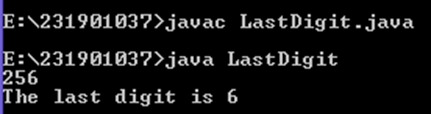 E:\231901037>javac LastDigit.java
E:\231901037>java LastDigit
256
The last digit is 6